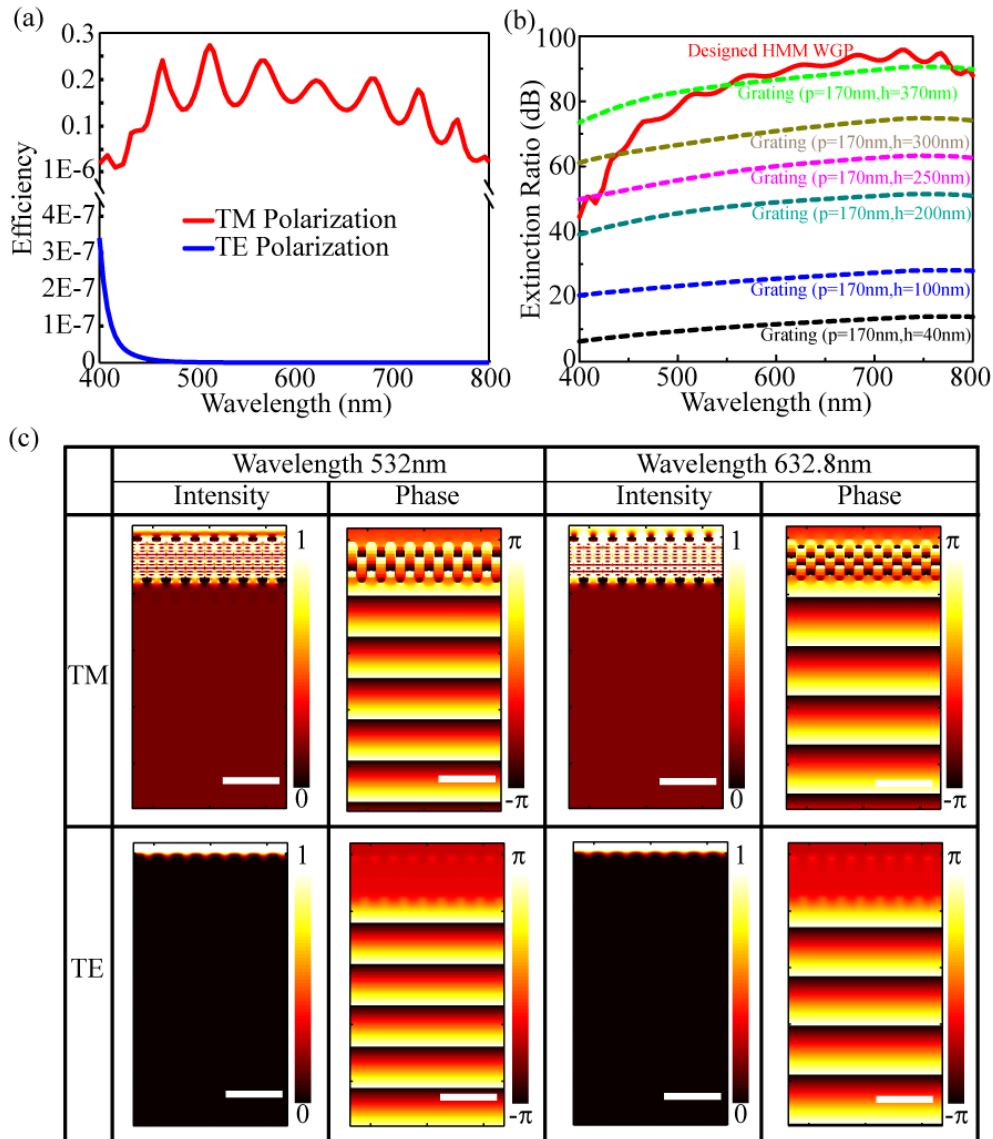 (a)
0.3
0.2
0.1
1E-6
4E-7
3E-7
2E-7
1E-7
0
Efficiency
TM Polarization
TE Polarization
400 500 600 700 800
Wavelength (nm)
(b)
100
80
60
40
20
0
Extinction Ratio (dB)
Designed HMM WGP
Grating (p=170nm,h=370nm)
Grating (p=170nm,h=300nm)
Grating (p=170nm,h=250nm)
Grating (p=170nm,h=200nm)
Grating (p=170nm,h=100nm)
Grating (p=170nm,h=40nm)
400 500 600 700 800
Wavelength (nm)
(c)
Wavelength 532nm Wavelength 632.8nm
Intensity Phase Intensity Phase
TM
1 π 1 π
0 -π 0 -π
TE
1 π 1 π
0 -π 0 -π